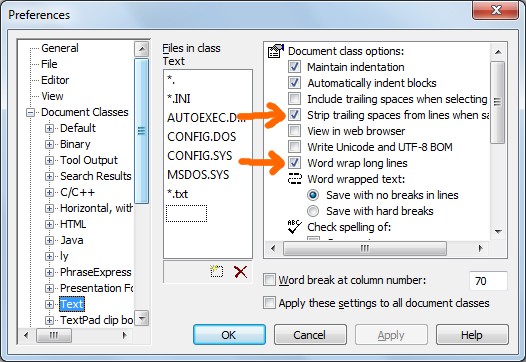 Preferences
General
File
Editor
View
Document Classes
Default
Binary
Tool Output
Search Results
C/C++
Horizontal, with
HTML
Java
ly
PhraseExpress
Presentation Fo
Text
TextPad clip bo
Files in class
Text
*.
*.INI
AUTOEXEC.D...
CONFIG.DOS
CONFIG.SYS
MSDOS.SYS
*.txt
Document class options:
Maintain indentation
Automatically indent blocks
Include trailing spaces when selecting
Strip trailing spaces from lines when sa
View in web browser
Write Unicode and UTF-8 BOM
Word wrap long lines
Word wrapped text:
Save with no breaks in lines
Save with hard breaks
ABC
Check spelling of:
Word break at column number: 70
Apply these settings to all document classes
OK Cancel Apply Help